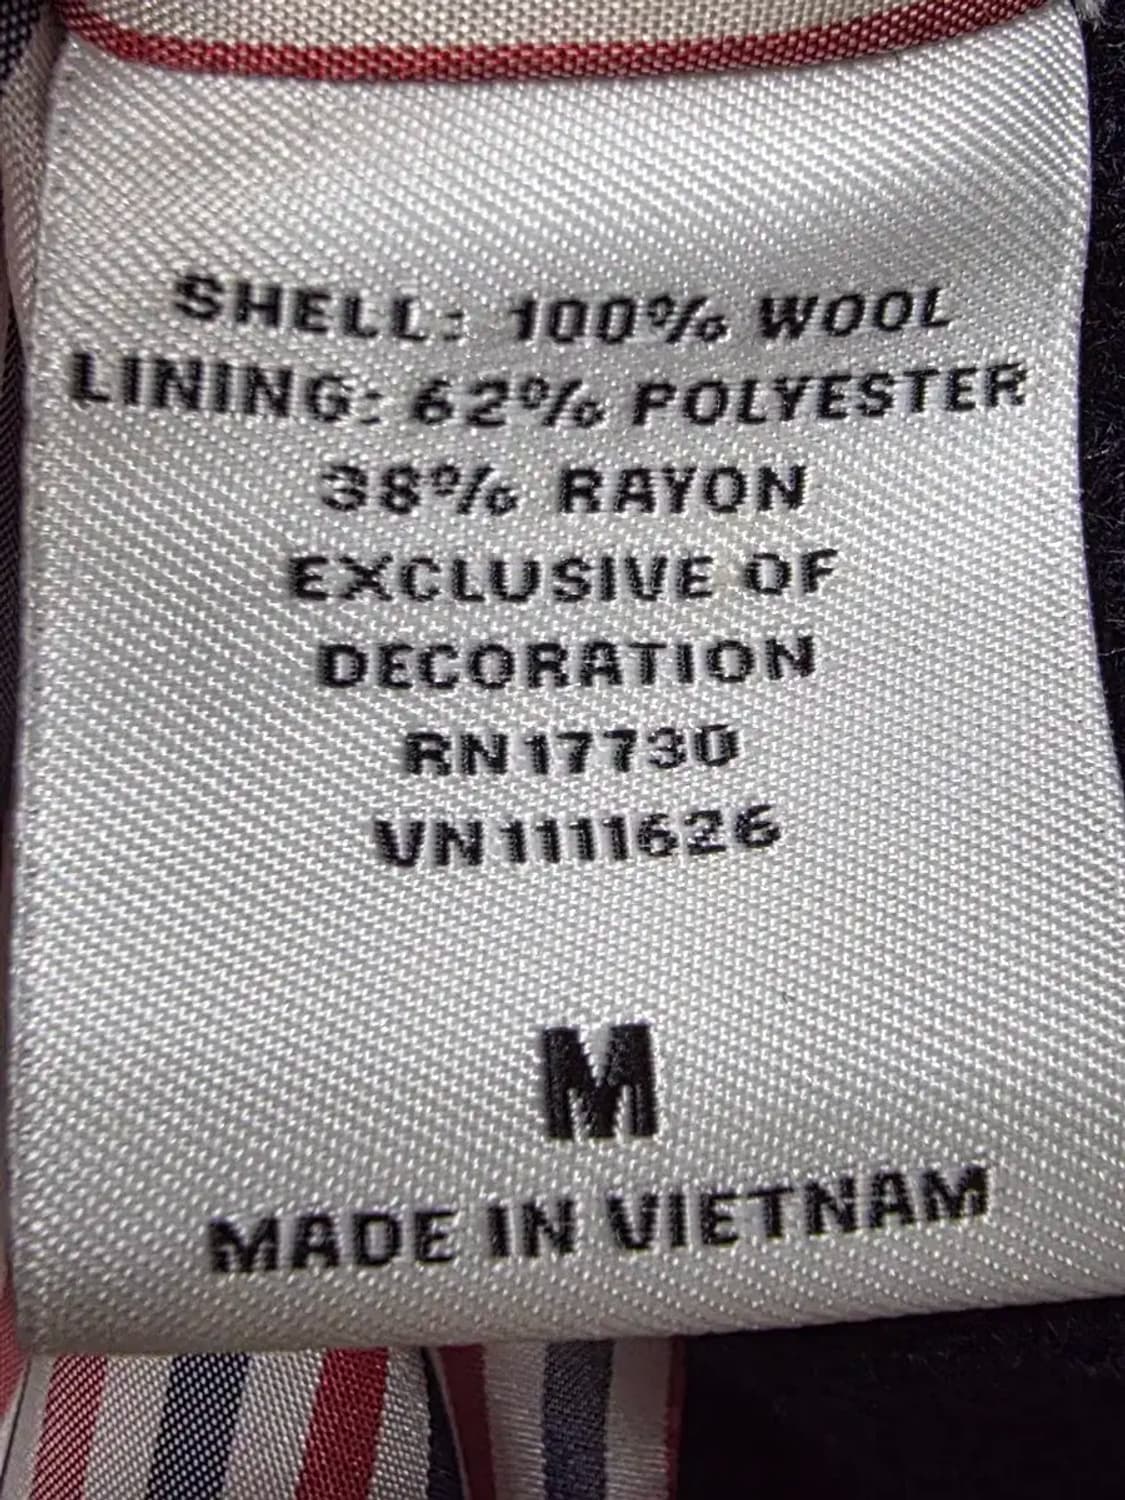 SHELL: 100% WOOL
LINING: 62% POLYESTER
38% RAYON
EXCLUSIVE OF
DECORATION
RN17730
VN1111626
M
MADE IN VIETNAM